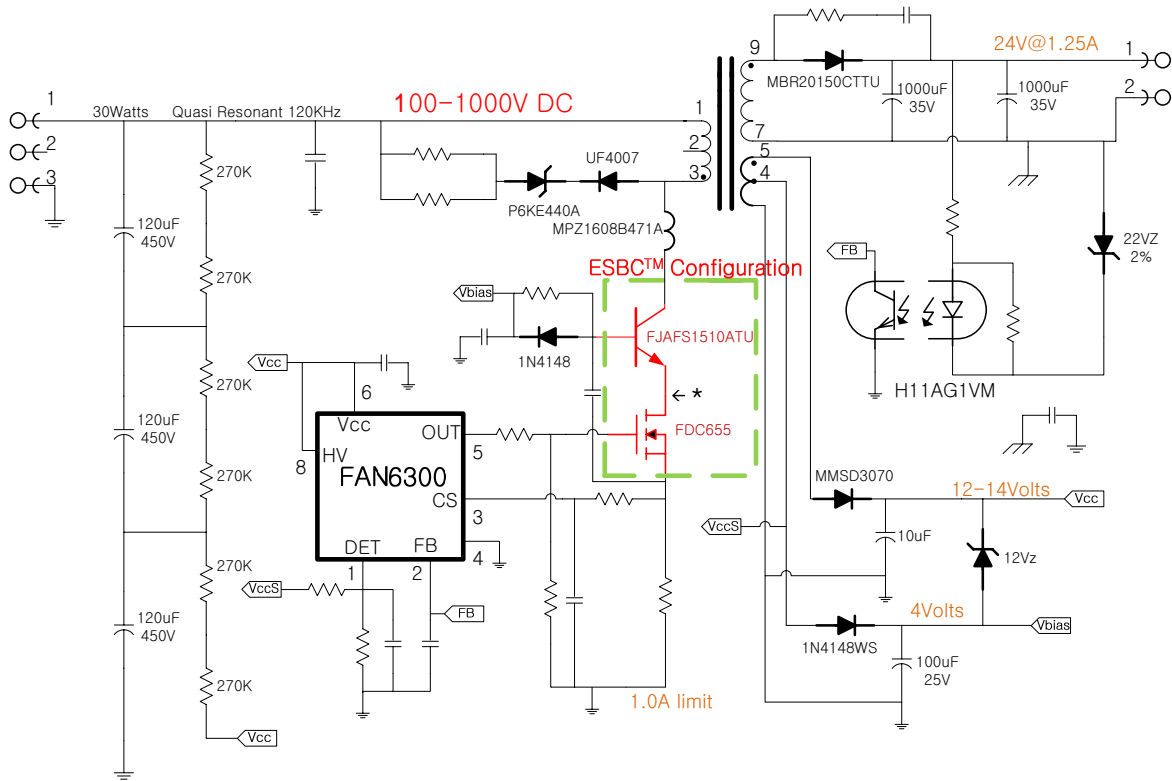 24V@1.25A
1
2
9
MBR20150CTTU
1000uF
35V
1000uF
35V
7
1
2
3
30Watts
Quasi Resonant 120KHz
100-1000V DC
1
2
3
5
4
270K
UF4007
P6KE440A
MPZ1608B471A
120uF
450V
270K
22VZ
2%
FB
H11AG1VM
ESBC™ Configuration
Vbias
FJAFS1510ATU
1N4148
←*
FDC655
Vcc
6
270K
Vcc
OUT
5
8
HV
FAN6300
CS
3
4
DET
FB
1
2
120uF
450V
270K
MMSD3070
12-14Volts
Vcc
VccS
10uF
12Vz
270K
VccS
FB
120uF
450V
4Volts
Vbias
1N4148WS
100uF
25V
270K
1.0A limit
Vcc